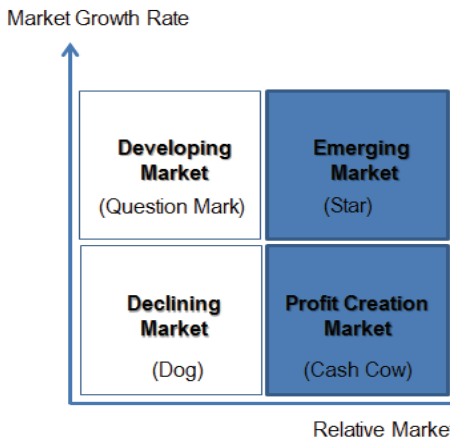 Market Growth Rate
Developing
Market
(Question Mark)
Emerging
Market
(Star)
Declining
Market
(Dog)
Profit Creation
Market
(Cash Cow)
Relative Market